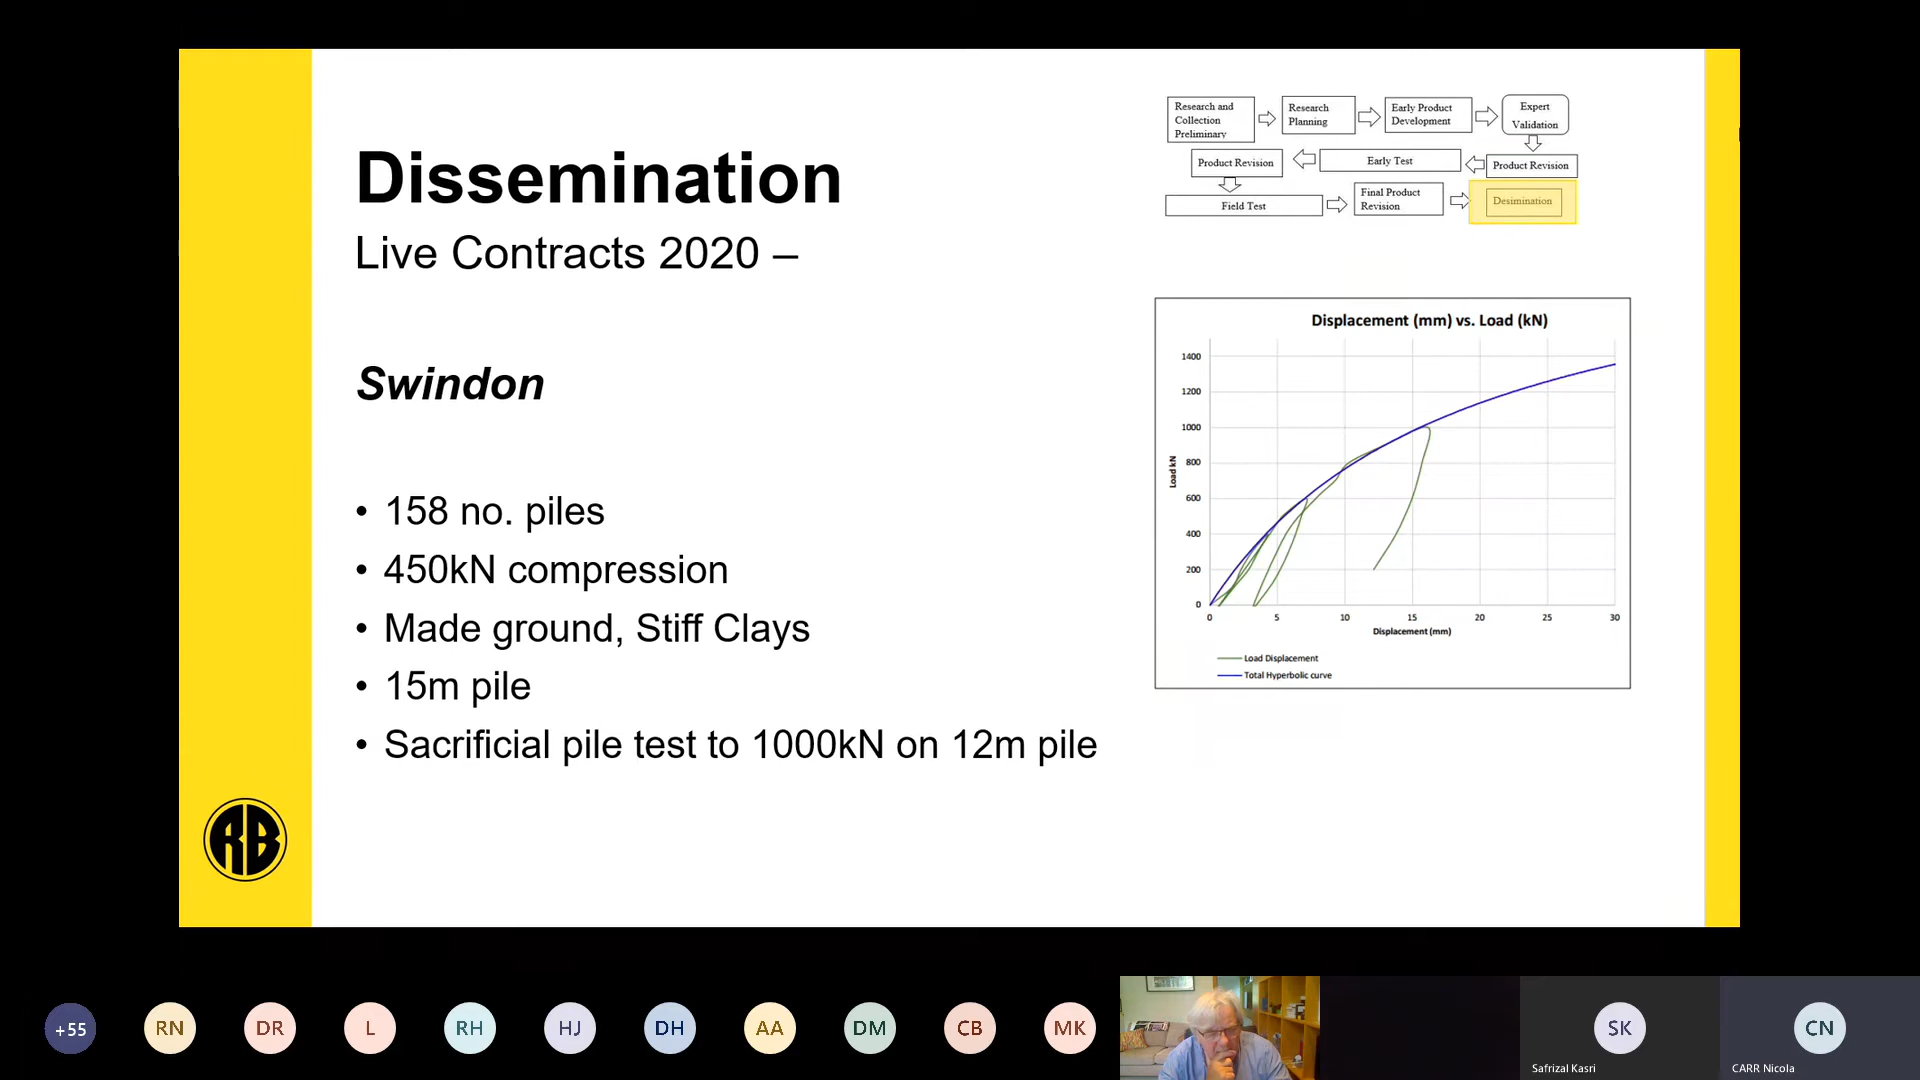 Dissemination
Live Contracts 2020 –
Swindon
• 158 no. piles
• 450kN compression
• Made ground, Stiff Clays
• 15m pile
• Sacrificial pile test to 1000kN on 12m pile
RB
Research and
Collection
Preliminary
Research
Planning
Early Product
Development
Expert
Validation
Product Revision
Early Test
Product Revision
Field Test
Final Product
Revision
Desimination
Displacement (mm) vs. Load (kN)
Load kN
1400
1200
1000
800
600
400
200
0
0 5 10 15 20 25 30
Displacement (mm)
Load Displacement
Total Hyperbolic curve
+55 RN DR L RH HJ DH AA DM CB MK SK CN
Safrizal Kasri
CARR Nicola